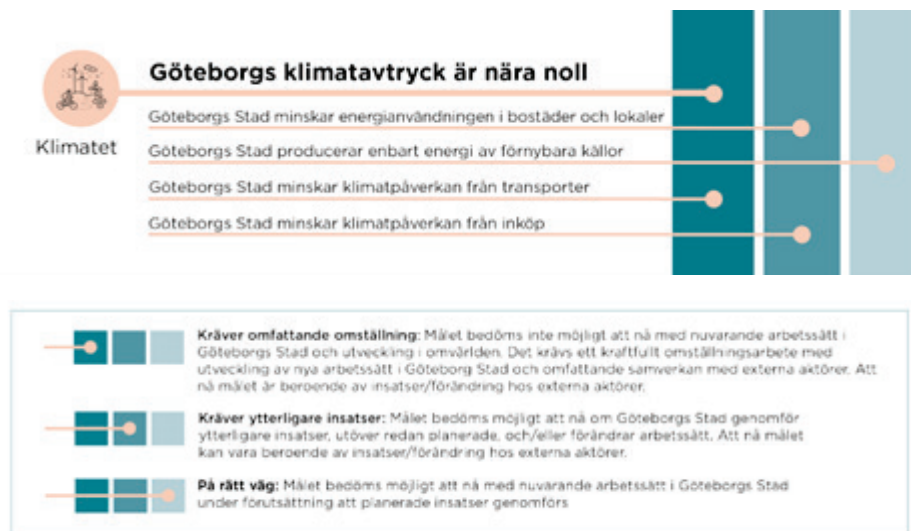 Göteborgs klimatavtryck är nära noll
Göteborgs Stad minskar energianvändningen i bostäder och lokaler
Klimatet
Göteborgs Stad producerar enbart energi av förnybara källor
Göteborgs Stad minskar klimatpåverkan från transporter
Göteborgs Stad minskar klimatpåverkan från inköp
Kräver omfattande omställning: Målet bedöms inte möjligt att nå med nuvarande arbetssätt i
Göteborgs Stad och utveckling i omvärlden. Det krävs ett kraftfullt omställningsarbete med
utveckling av nya arbetssätt i Göteborg Stad och omfattande samverkan med externa aktörer. Att
nå målet är beroende av insatser/förändring hos externa aktörer.
Kräver ytterligare insatser: Målet bedöms möjligt att nå om Göteborgs Stad genomför
ytterligare insatser, utöver redan planerade, och/eller förändrar arbetssätt. Att nå målet
kan vara beroende av insatser/förändring hos externa aktörer.
På rätt väg: Målet bedöms möjligt att nå med nuvarande arbetssätt i Göteborgs Stad
under förutsättning att planerade insatser genomförs